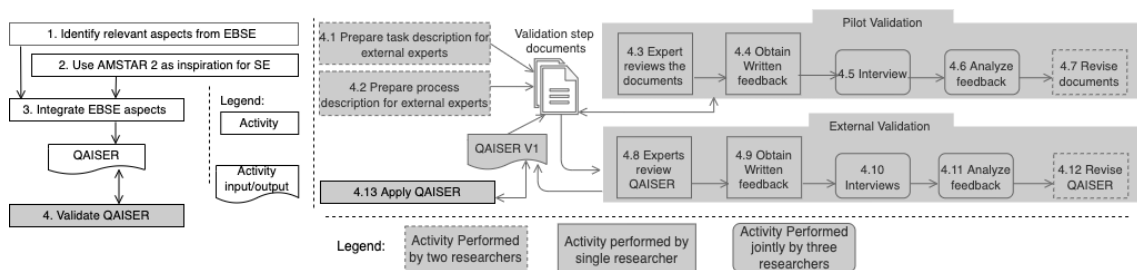 1. Identify relevant aspects from EBSE
2. Use AMSTAR 2 as inspiration for SE
3. Integrate EBSE aspects
QAISER
4. Validate QAISER
Legend:
Activity
Activity
input/output
4.1 Prepare task description for
external experts
4.2 Prepare process
description for external experts
Validation step
documents
QAISER V1
4.13 Apply QAISER
Pilot Validation
4.3 Expert
reviews the
documents
4.4 Obtain
Written
feedback
4.5 Interview
4.6 Analyze
feedback
4.7 Revise
documents
External Validation
4.8 Experts
review
QAISER
4.9 Obtain
Written
feedback
4.10
Interviews
4.11 Analyze
feedback
4.12 Revise
QAISER
Legend:
Activity Performed
by two researchers
Activity performed by
single researcher
Activity Performed
jointly by three
researchers